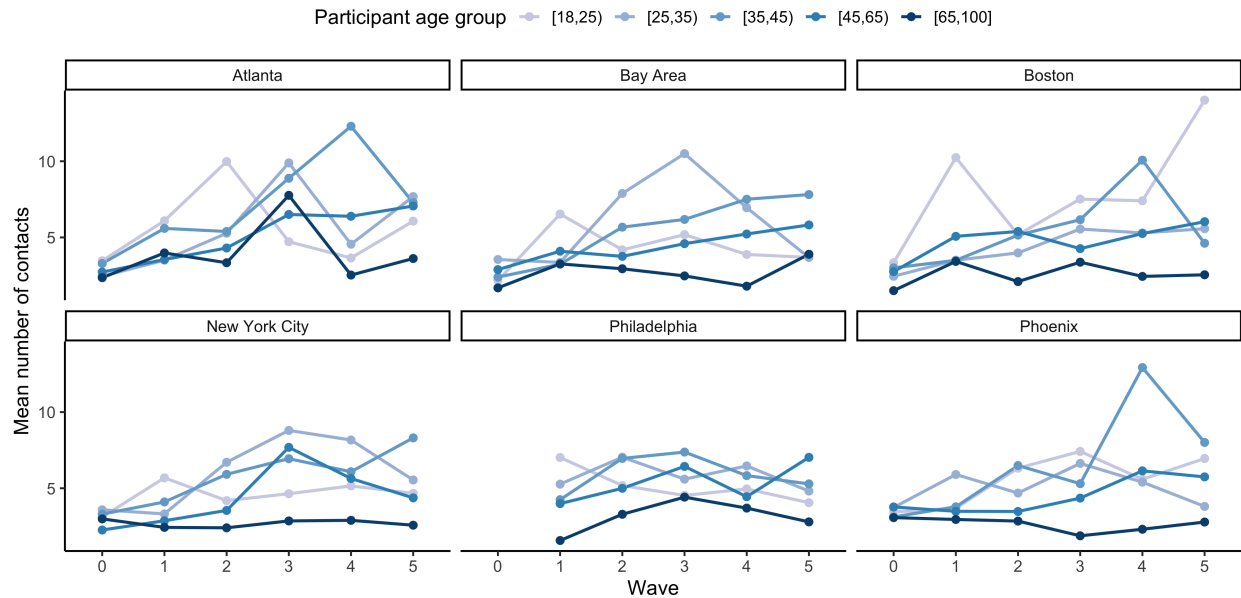 Participant age group [18,25) [25,35) [35,45) [45,65) [65,100]
Atlanta Bay Area Boston
10
5
New York City Philadelphia Phoenix
10
5
Mean number of contacts
0 1 2 3 4 5 0 1 2 3 4 5 0 1 2 3 4 5
Wave